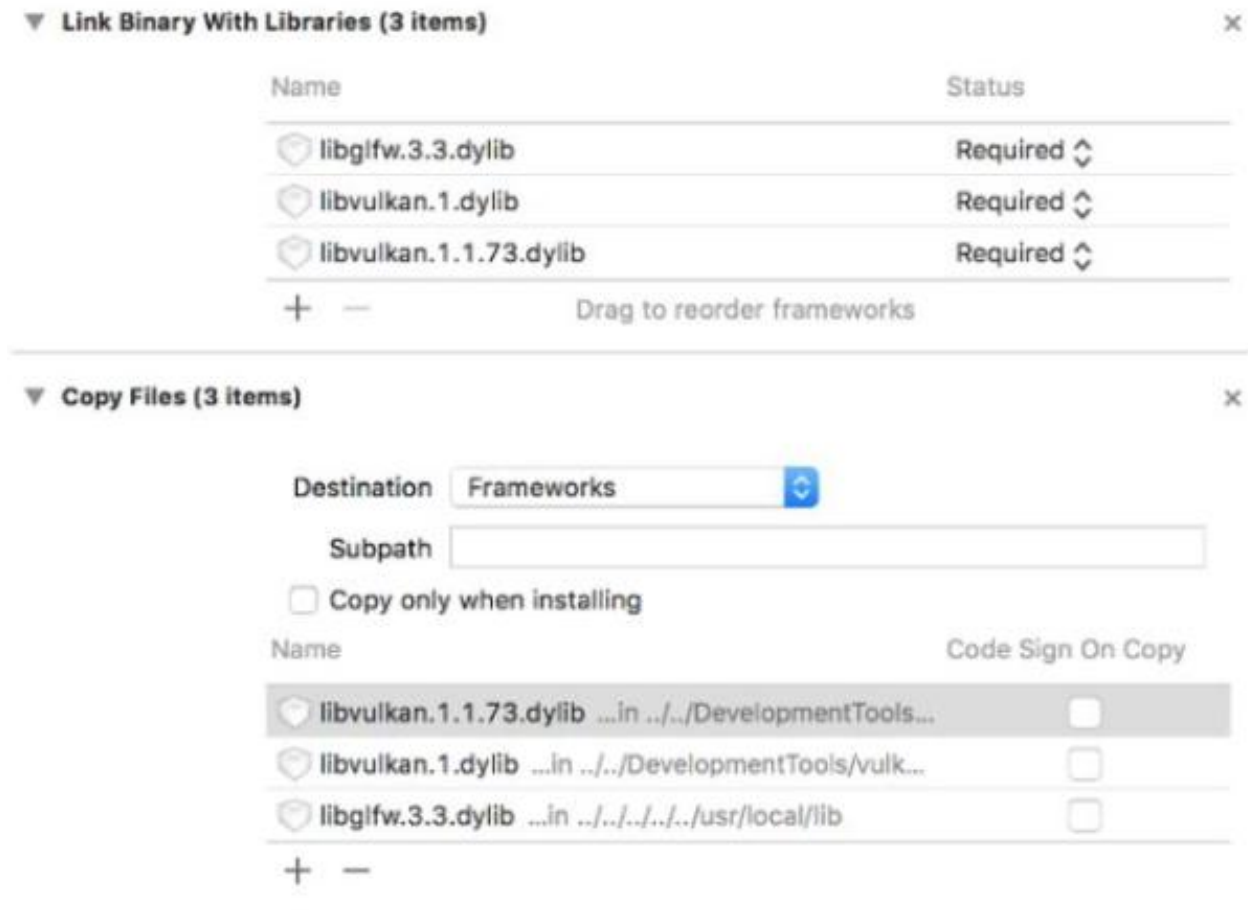 Link Binary With Libraries (3 items)
Name Status
libglfw.3.3.dylib Required
libvulkan.1.dylib Required
libvulkan.1.1.73.dylib Required
Drag to reorder frameworks
Copy Files (3 items)
Destination Frameworks
Subpath
Copy only when installing
Name Code Sign On Copy
libvulkan.1.1.73.dylib ...in ../../DevelopmentTools...
libvulkan.1.dylib ...in ../../DevelopmentTools/vulk...
libglfw.3.3.dylib ...in ../../../../../usr/local/lib